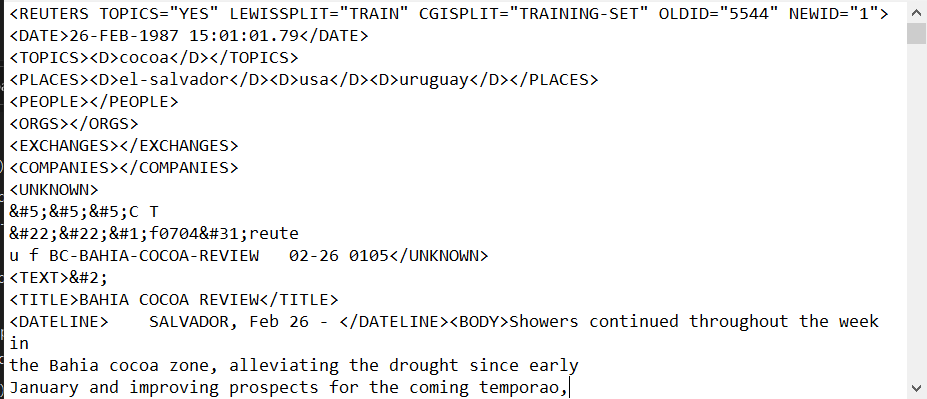 <REUTERS TOPICS="YES" LEWISSPLIT="TRAIN" CGISPLIT="TRAINING-SET" OLDID="5544" NEWID="1">
<DATE>26-FEB-1987 15:01:01.79</DATE>
<TOPICS><D>cocoa</D></TOPICS>
<PLACES><D>el-salvador</D><D>usa</D><D>uruguay</D></PLACES>
<PEOPLE></PEOPLE>
<ORGS></ORGS>
<EXCHANGES></EXCHANGES>
<COMPANIES></COMPANIES>
<UNKNOWN>
&#5;&#5;&#5;C T
&#22;&#22;&#1;f0704&#31;reute
u f BC-BAHIA-COCOA-REVIEW   02-26 0105</UNKNOWN>
<TEXT>&#2;
<TITLE>BAHIA COCOA REVIEW</TITLE>
<DATELINE>    SALVADOR, Feb 26 - </DATELINE><BODY>Showers continued throughout the week
in
the Bahia cocoa zone, alleviating the drought since early
January and improving prospects for the coming temporao,